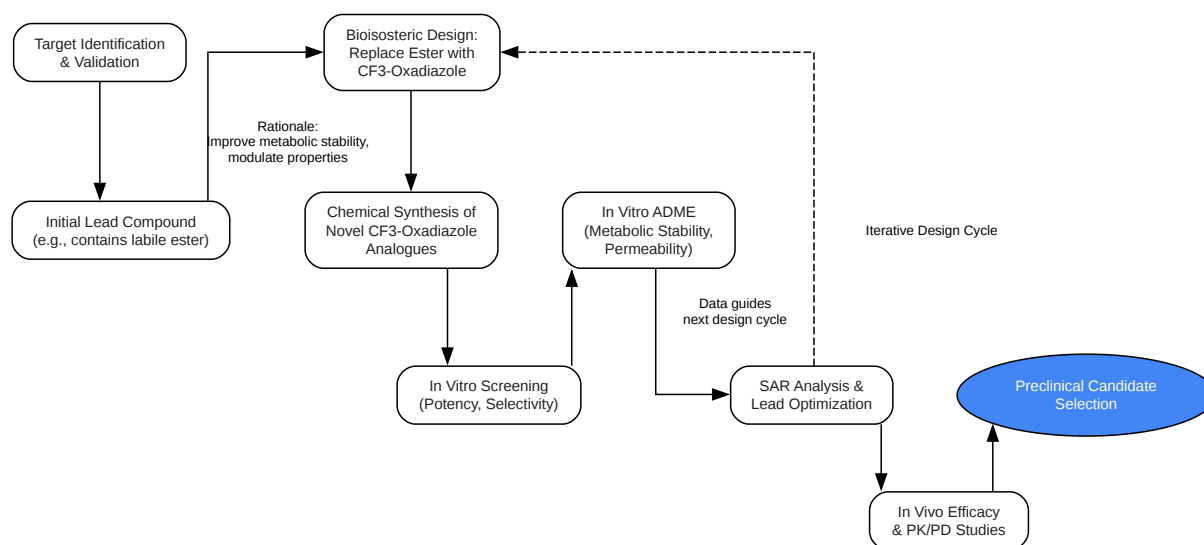 Target Identification
& Validation
Bioisosteric Design:
Replace Ester with
CF3-Oxadiazole
Rationale:
Improve metabolic stability,
modulate properties
Initial Lead Compound
(e.g., contains labile ester)
Chemical Synthesis of
Novel CF3-Oxadiazole
Analogues
In Vitro ADME
(Metabolic Stability,
Permeability)
Iterative Design Cycle
Data guides
next design cycle
In Vitro Screening
(Potency, Selectivity)
SAR Analysis &
Lead Optimization
Preclinical Candidate
Selection
In Vivo Efficacy
& PK/PD Studies